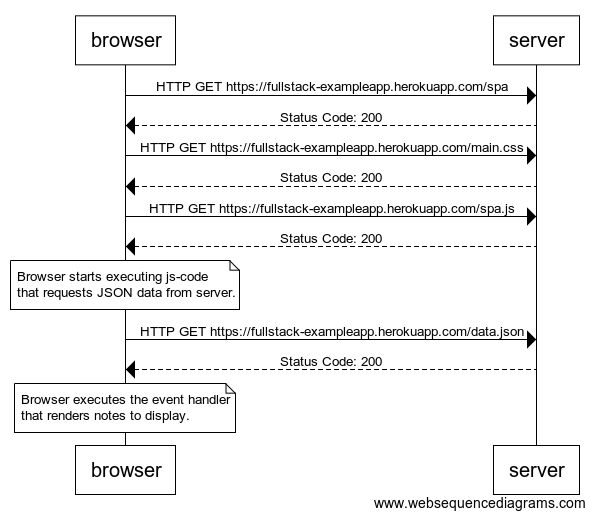 browser
server
HTTP GET https://fullstack-exampleapp.herokuapp.com/spa
Status Code: 200
HTTP GET https://fullstack-exampleapp.herokuapp.com/main.css
Status Code: 200
HTTP GET https://fullstack-exampleapp.herokuapp.com/spa.js
Status Code: 200
Browser starts executing js-code
that requests JSON data from server.
HTTP GET https://fullstack-exampleapp.herokuapp.com/data.json
Status Code: 200
Browser executes the event handler
that renders notes to display.
browser
server
www.websequencediagrams.com